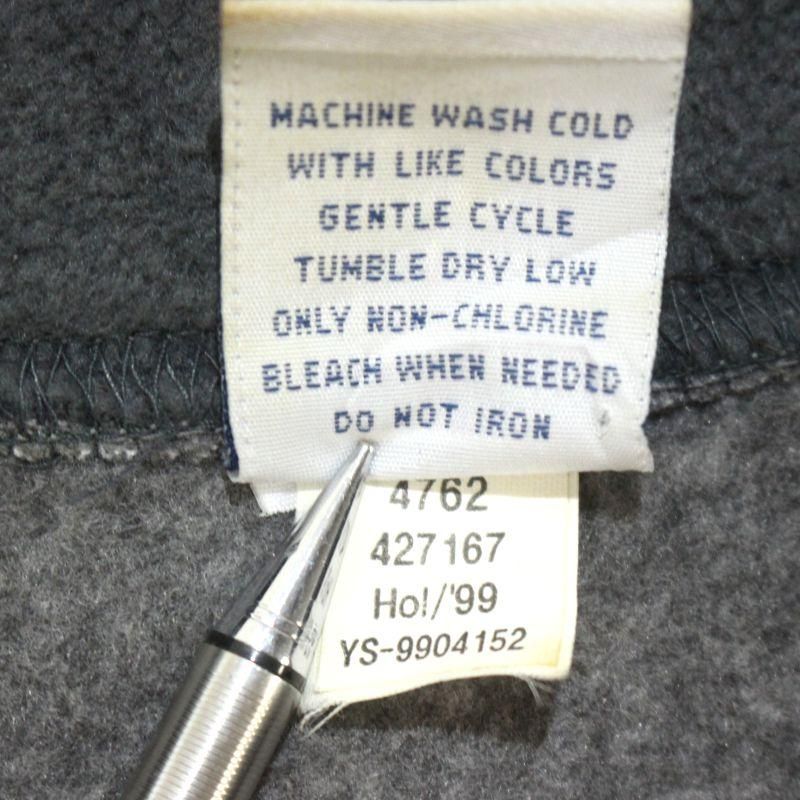 MACHINE WASH COLD
WITH LIKE COLORS
GENTLE CYCLE
TUMBLE DRY LOW
ONLY NON-CHLORINE
BLEACH WHEN NEEDED
DO NOT IRON
4762
427167
Hol/'99
YS-9904152